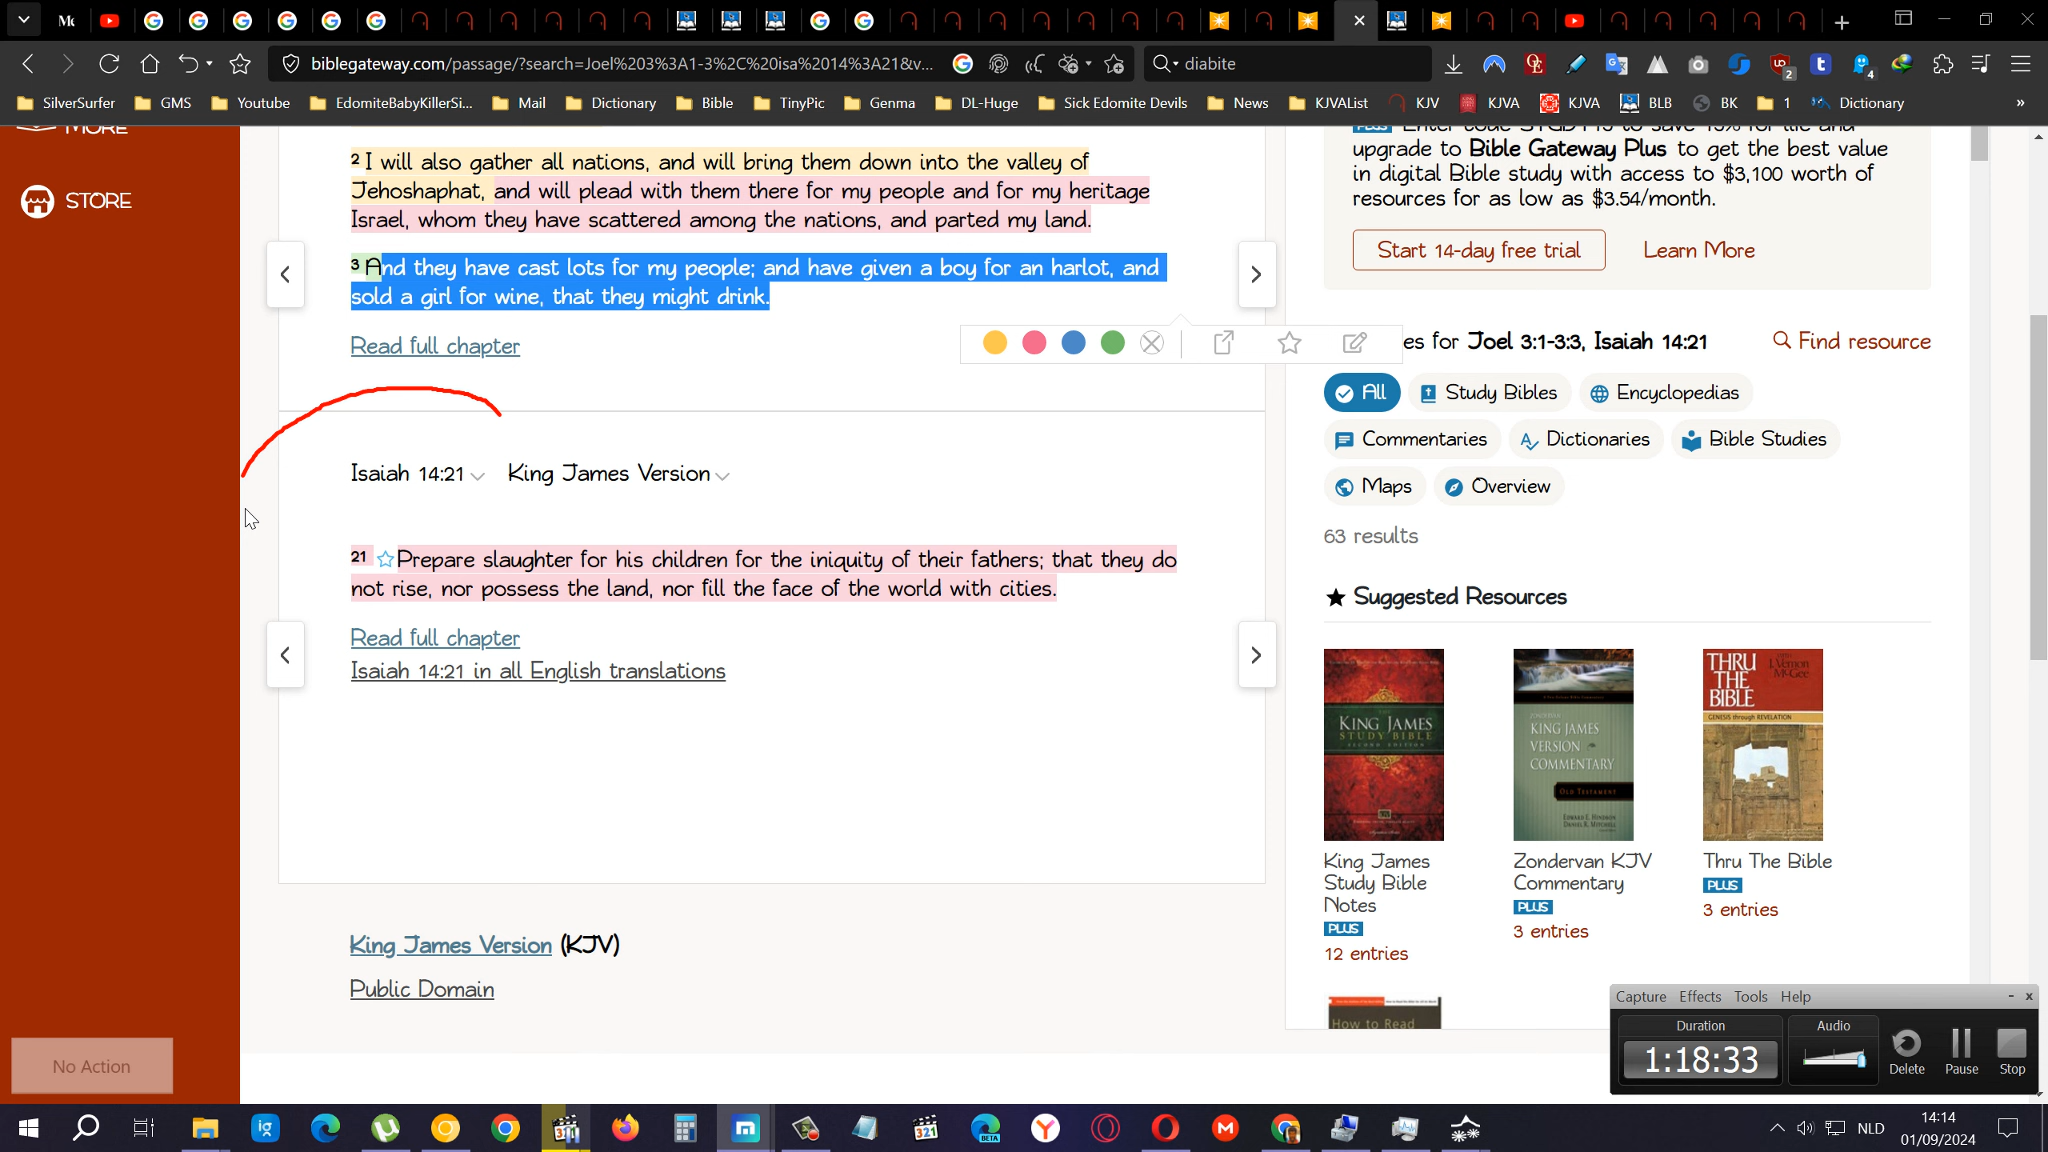 biblegateway.com/passage/?search=Joel%203%3A1-3%2C%20isa%2014%3A21&v...
diabite
SilverSurfer
GMS
Youtube
EdomiteBabyKillerSi...
Mail
Dictionary
Bible
TinyPic
Genma
DL-Huge
Sick Edomite Devils
News
KJVAList
KJV
KJVA
KJVA
BLB
BK
1
Dictionary
MORE
STORE
No Action
2 I will also gather all nations, and will bring them down into the valley of
Jehoshaphat, and will plead with them there for my people and for my heritage
Israel, whom they have scattered among the nations, and parted my land.
3 And they have cast lots for my people; and have given a boy for an harlot, and
sold a girl for wine, that they might drink.
Read full chapter
Isaiah 14:21 King James Version
21 Prepare slaughter for his children for the iniquity of their fathers; that they do
not rise, nor possess the land, nor fill the face of the world with cities.
Read full chapter
Isaiah 14:21 in all English translations
King James Version (KJV)
Public Domain
upgrade to Bible Gateway Plus to get the best value
in digital Bible study with access to $3,100 worth of
resources for as low as $3.54/month.
Start 14-day free trial
Learn More
es for Joel 3:1-3:3, Isaiah 14:21
Find resource
All
Study Bibles
Encyclopedias
Commentaries
Dictionaries
Bible Studies
Maps
Overview
63 results
Suggested Resources
KING JAMES
STUDY BIBLE
SECOND EDITION
KING JAMES
VERSION
COMMENTARY
OLD TESTAMENT
THRU
THE
BIBLE
J. Vernon
McGee
GENESIS through REVELATION
King James
Study Bible
Notes
PLUS
12 entries
Zondervan KJV
Commentary
PLUS
3 entries
Thru The Bible
PLUS
3 entries
How to Read
Capture Effects Tools Help
Duration
1:18:33
Audio
Delete
Pause
Stop
NLD
14:14
01/09/2024